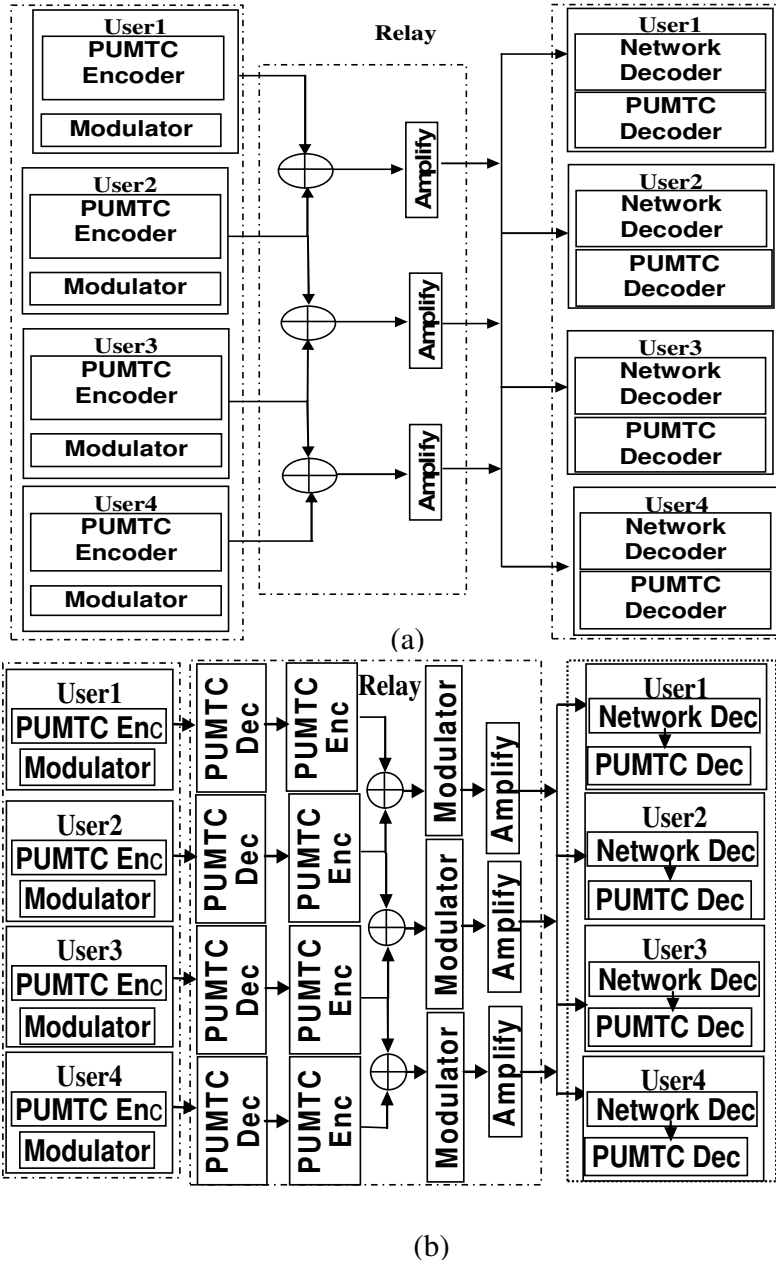 User1
PUMTC
Encoder
Modulator
User2
PUMTC
Encoder
Modulator
User3
PUMTC
Encoder
Modulator
User4
PUMTC
Encoder
Modulator
Relay
Amplify
Amplify
Amplify
User1
Network
Decoder
PUMTC
Decoder
User2
Network
Decoder
PUMTC
Decoder
User3
Network
Decoder
PUMTC
Decoder
User4
Network
Decoder
PUMTC
Decoder
(a)
User1
PUMTC Enc
Modulator
User2
PUMTC Enc
Modulator
User3
PUMTC Enc
Modulator
User4
PUMTC Enc
Modulator
Relay
PUMTC
Dec
PUMTC
Enc
PUMTC
Dec
PUMTC
Enc
PUMTC
Dec
PUMTC
Enc
PUMTC
Dec
PUMTC
Enc
Modulator
Amplify
Modulator
Amplify
Modulator
Amplify
User1
Network Dec
PUMTC Dec
User2
Network Dec
PUMTC Dec
User3
Network Dec
PUMTC Dec
User4
Network Dec
PUMTC Dec
(b)